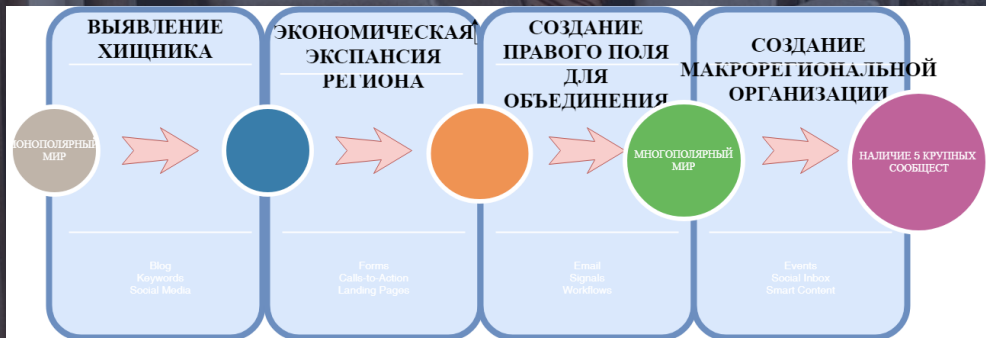 ВЫЯВЛЕНИЕ
ХИЩНИКА
ЭКОНОМИЧЕСКАЯ
ЭКСПАНСИЯ
РЕГИОНА
СОЗДАНИЕ
ПРАВОГО ПОЛЯ
ДЛЯ
ОБЪЕДИНЕНИЯ
СОЗДАНИЕ
МАКРОРЕГИОНАЛЬНОЙ
ОРГАНИЗАЦИИ
МОНОПОЛЯРНЫЙ
МИР
МНОГОПОЛЯРНЫЙ
МИР
НАЛИЧИЕ 5 КРУПНЫХ
СООБЩЕСТ
Blog
Keywords
Social Media
Forms
Calls-to-Action
Landing Pages
Email
Signals
Workflows
Events
Social Inbox
Smart Content